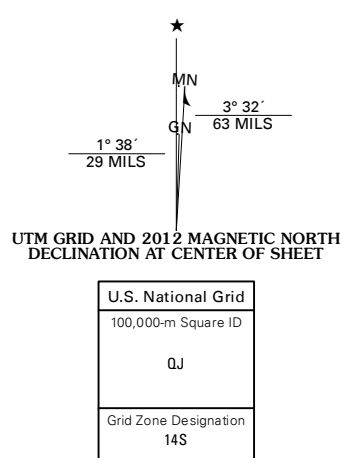 ★
MN
GN
3° 32´
63 MILS
1° 38´
29 MILS
UTM GRID AND 2012 MAGNETIC NORTH
DECLINATION AT CENTER OF SHEET
U.S. National Grid
100,000-m Square ID
QJ
Grid Zone Designation
14S